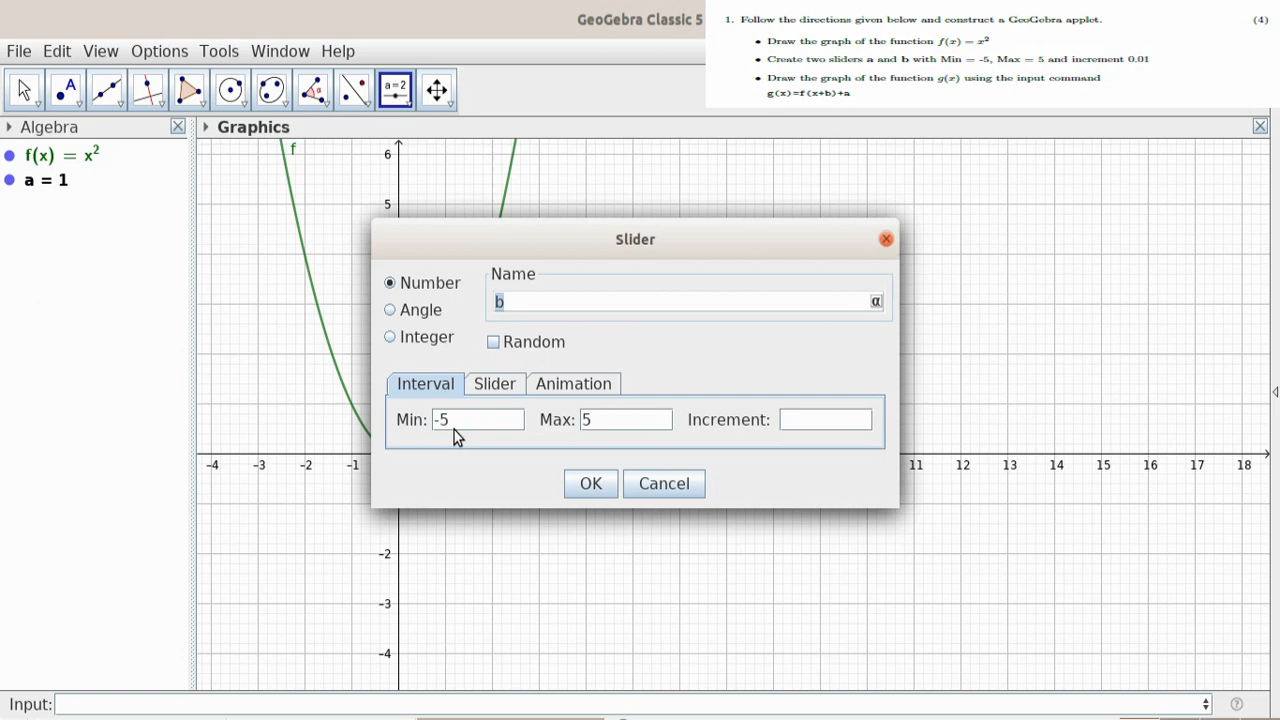 GeoGebra Classic 5
1. Follow the directions given below and construct a GeoGebra applet. (4)
• Draw the graph of the function f(x) = x²
• Create two sliders a and b with Min = -5, Max = 5 and increment 0.01
• Draw the graph of the function g(x) using the input command
g(x)=f(x+b)+a
File Edit View Options Tools Window Help
A a=2
Algebra
Graphics
f(x) = x²
a = 1
f
6
5
Slider
Number
Angle
Integer
Name
b α
Random
Interval Slider Animation
Min: -5 Max: 5 Increment:
OK Cancel
-4 -3 -2 -1 11 12 13 14 15 16 17 18
-2
-3
-4
Input: